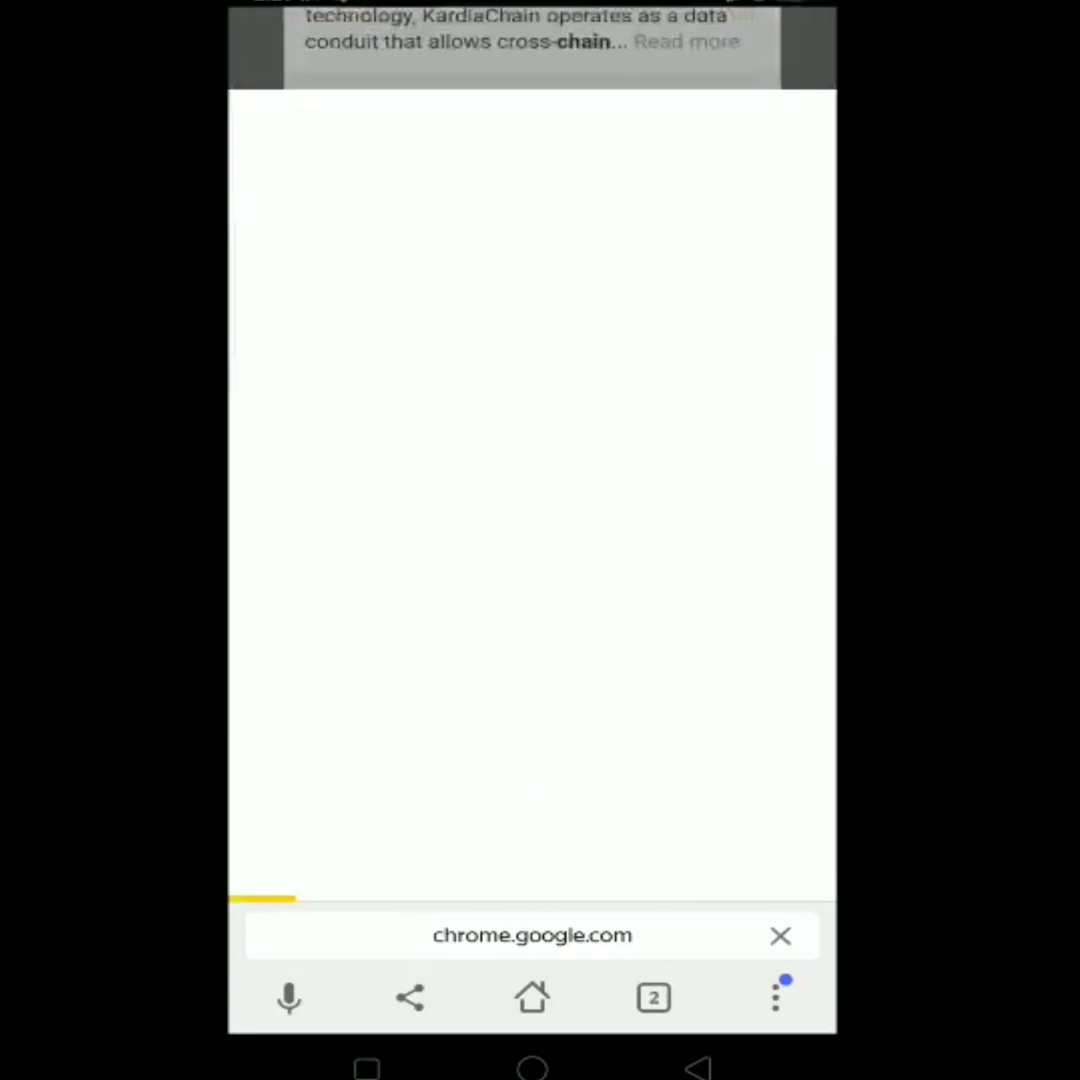 technology, KardiaChain operates as a data
conduit that allows cross-chain... Read more
chrome.google.com
2